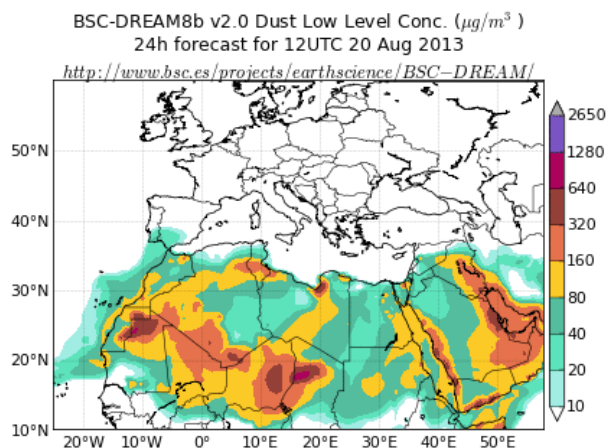 BSC-DREAM8b v2.0 Dust Low Level Conc. (μg/m³ )
24h forecast for 12UTC 20 Aug 2013
http://www.bsc.es/projects/earthscience/BSC−DREAM/
2650
1280
640
320
160
80
40
20
10
50°N
40°N
30°N
20°N
10°N
20°W 10°W 0° 10°E 20°E 30°E 40°E 50°E